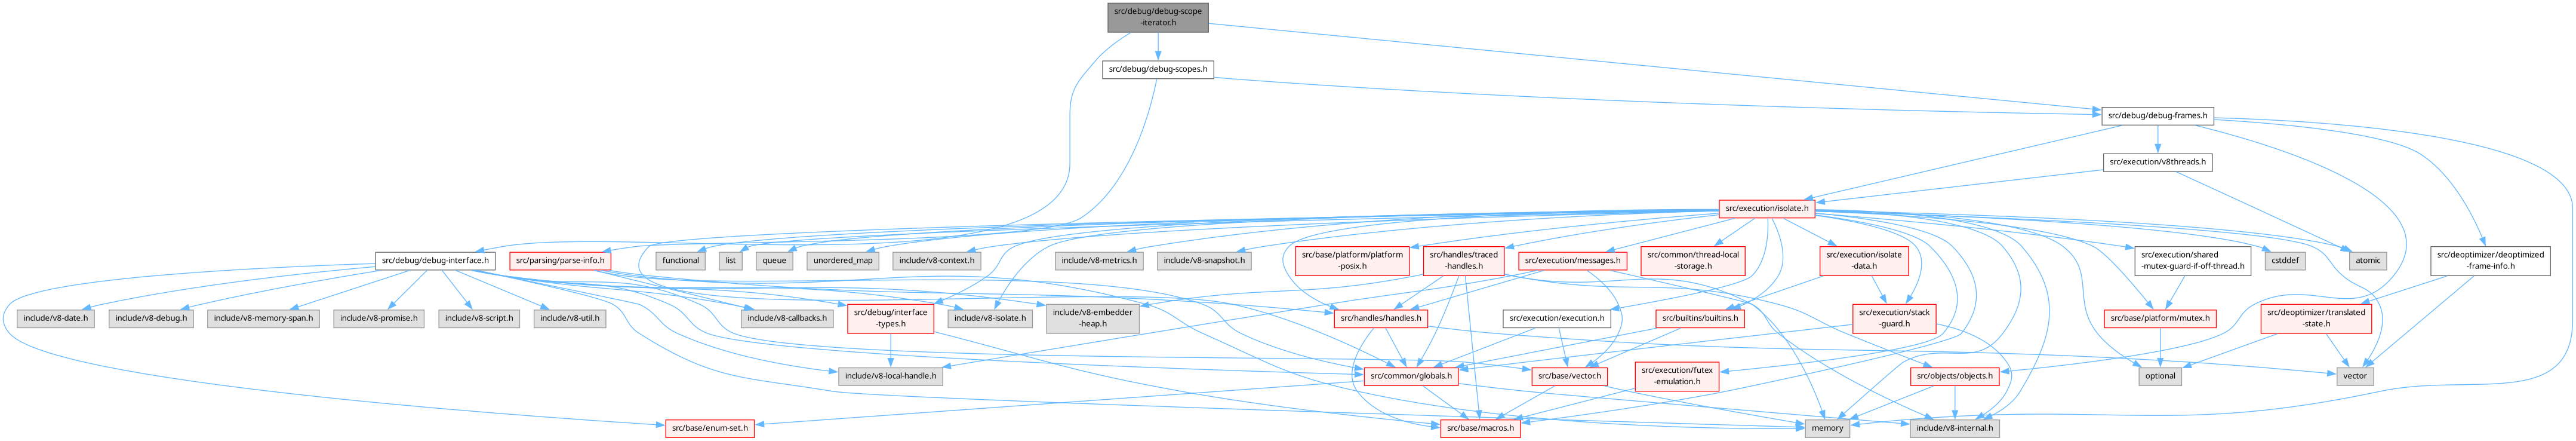 src/debug/debug-scope
-iterator.h
src/debug/debug-scopes.h
src/debug/debug-frames.h
src/execution/v8threads.h
src/execution/isolate.h
src/debug/debug-interface.h
src/parsing/parse-info.h
functional
list
queue
unordered_map
include/v8-context.h
include/v8-metrics.h
include/v8-snapshot.h
src/base/platform/platform
-posix.h
src/handles/traced
-handles.h
src/execution/messages.h
src/common/thread-local
-storage.h
src/execution/isolate
-data.h
src/execution/shared
-mutex-guard-if-off-thread.h
cstddef
atomic
src/deoptimizer/deoptimized
-frame-info.h
include/v8-date.h
include/v8-debug.h
include/v8-memory-span.h
include/v8-promise.h
include/v8-script.h
include/v8-util.h
include/v8-callbacks.h
src/debug/interface
-types.h
include/v8-isolate.h
include/v8-embedder
-heap.h
src/handles/handles.h
src/execution/execution.h
src/builtins/builtins.h
src/execution/stack
-guard.h
src/base/platform/mutex.h
src/deoptimizer/translated
-state.h
include/v8-local-handle.h
src/common/globals.h
src/base/vector.h
src/execution/futex
-emulation.h
src/objects/objects.h
optional
vector
src/base/enum-set.h
src/base/macros.h
memory
include/v8-internal.h